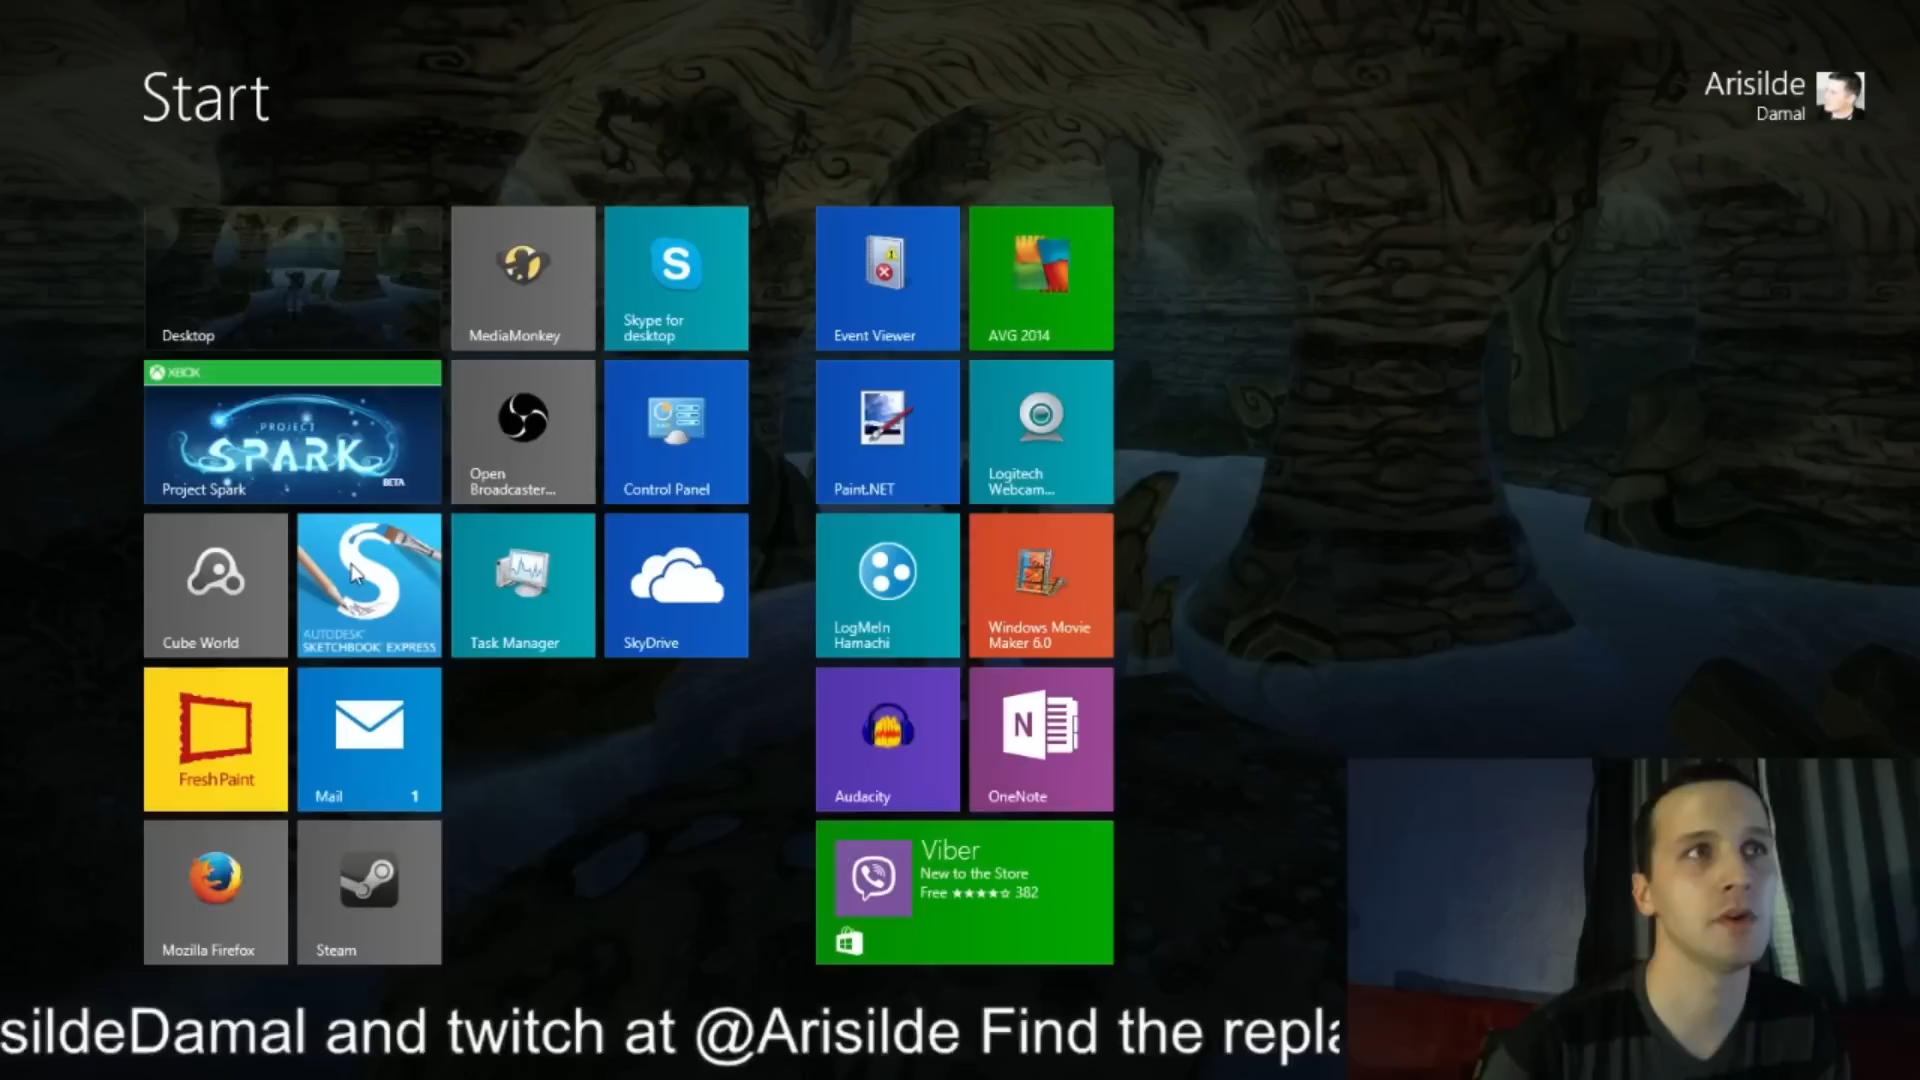 Start
Arisilde
Damal
Desktop
MediaMonkey
S
Skype for
desktop
Event Viewer
AVG 2014
XBOX
PROJECT
SPARK
BETA
Project Spark
Open
Broadcaster...
Control Panel
Paint.NET
Logitech
Webcam...
Cube World
AUTODESK
SKETCHBOOK EXPRESS
Task Manager
SkyDrive
LogMeIn
Hamachi
Windows Movie
Maker 6.0
Fresh Paint
Mail 1
Audacity
N
OneNote
Mozilla Firefox
Steam
Viber
New to the Store
Free ★★★★☆ 382
sildeDamal and twitch at @Arisilde Find the repla